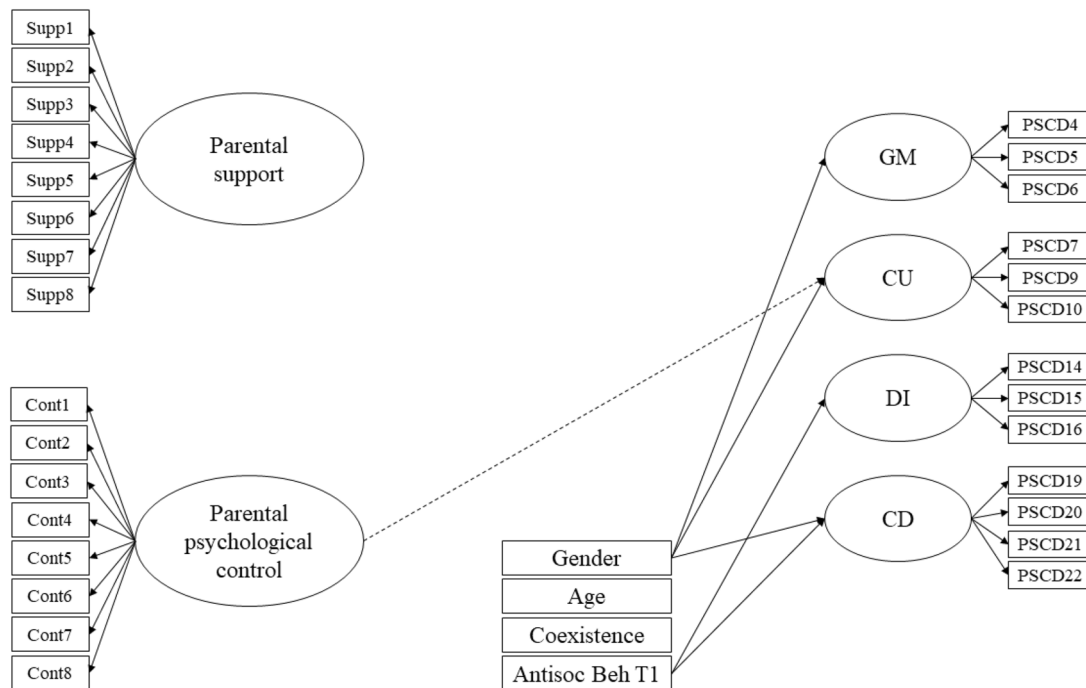 Supp1
Supp2
Supp3
Supp4
Supp5
Supp6
Supp7
Supp8
Parental
support
Cont1
Cont2
Cont3
Cont4
Cont5
Cont6
Cont7
Cont8
Parental
psychological
control
Gender
Age
Coexistence
Antisoc Beh T1
GM
CU
DI
CD
PSCD4
PSCD5
PSCD6
PSCD7
PSCD9
PSCD10
PSCD14
PSCD15
PSCD16
PSCD19
PSCD20
PSCD21
PSCD22